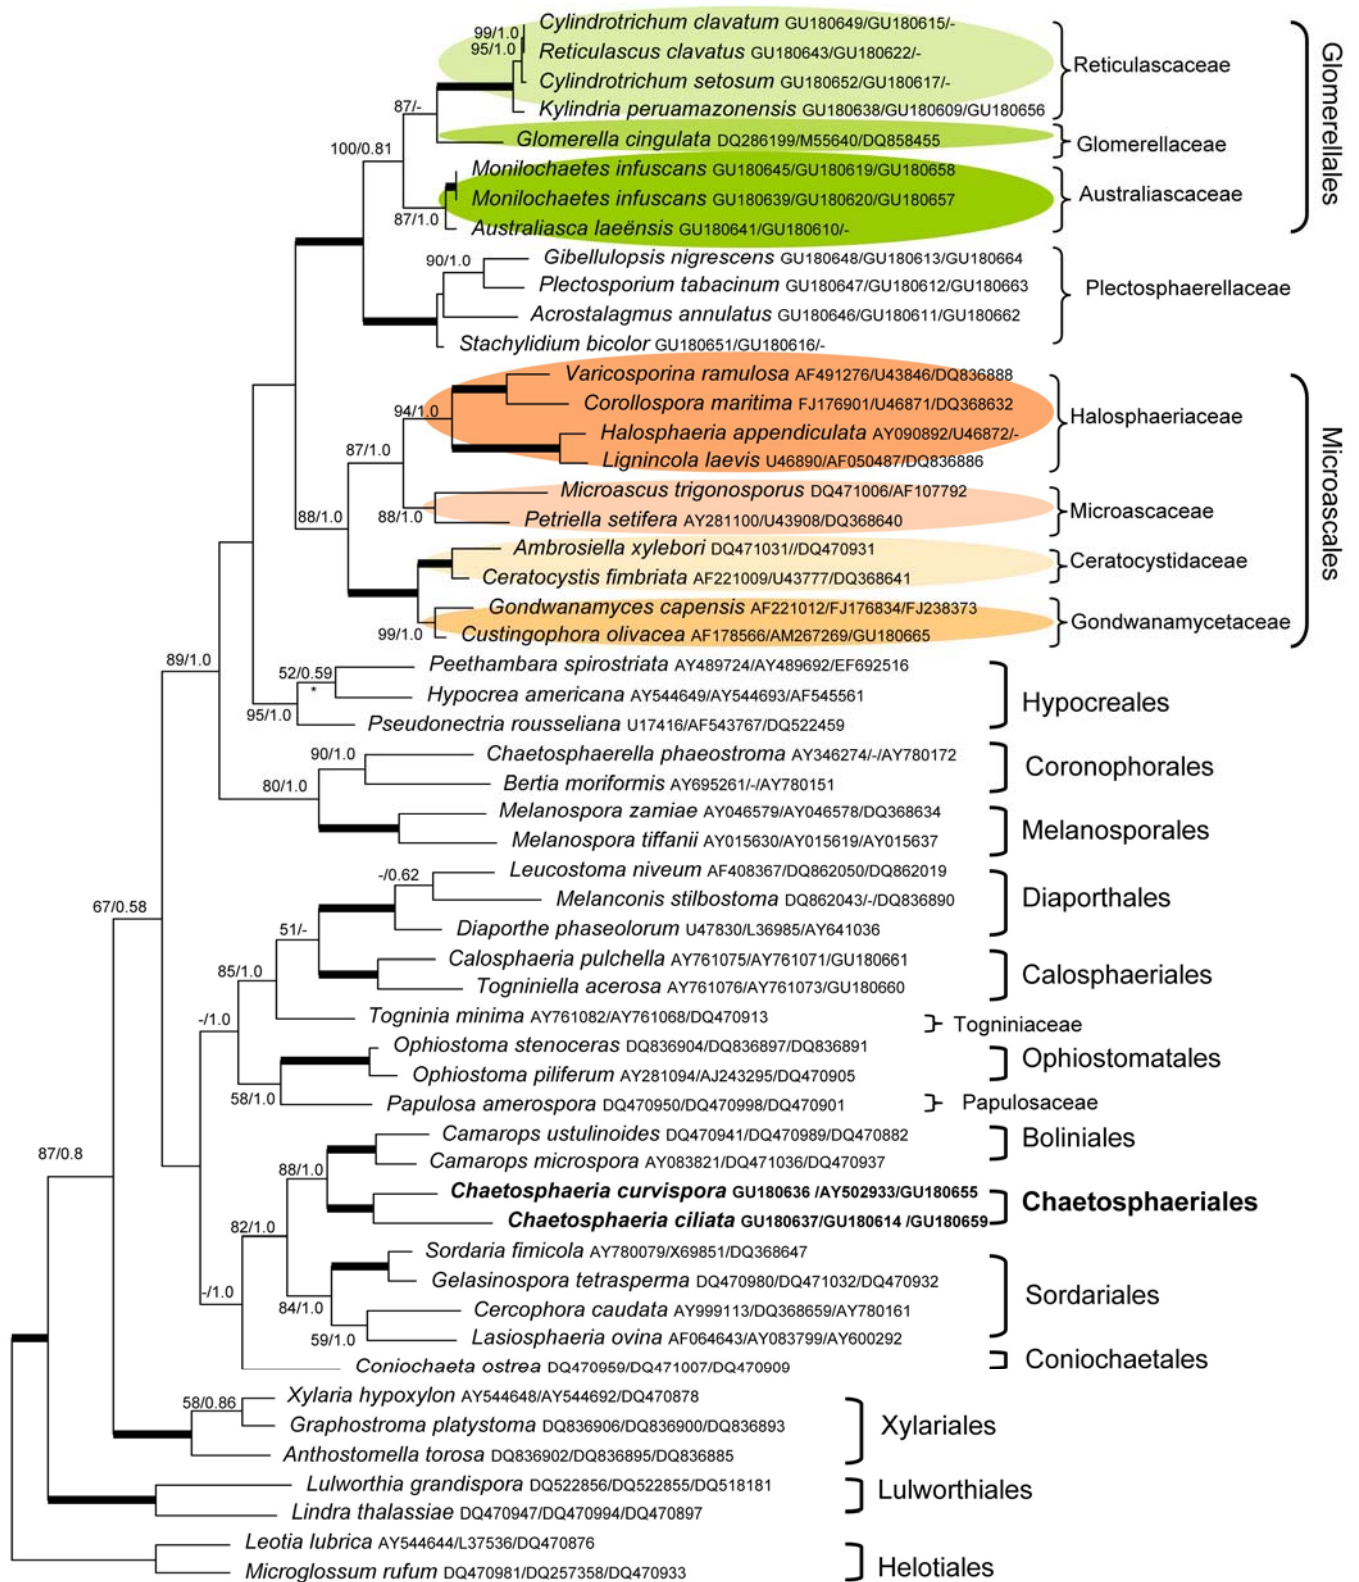 Cylindrotrichum clavatum GU180649/GU180615/-
99/1.0
95/1.0
Reticulascus clavatus GU180643/GU180622/-
Reticulascaceae
Cylindrotrichum setosum GU180652/GU180617/-
Kylindria peruamazonensis GU180638/GU180609/GU180656
87/-
Glomerella cingulata DQ286199/M55640/DQ858455
Glomerellaceae
Glomerellales
100/0.81
Monilochaetes infuscans GU180645/GU180619/GU180658
Monilochaetes infuscans GU180639/GU180620/GU180657
Australiascaceae
87/1.0
Australiasca laeënsis GU180641/GU180610/-
Gibellulopsis nigrescens GU180648/GU180613/GU180664
90/1.0
Plectosporium tabacinum GU180647/GU180612/GU180663
Plectosphaerellaceae
Acrostalagmus annulatus GU180646/GU180611/GU180662
Stachylidium bicolor GU180651/GU180616/-
Varicosporina ramulosa AF491276/U43846/DQ836888
Corollospora maritima FJ176901/U46871/DQ368632
94/1.0
Halosphaeriaceae
Halosphaeria appendiculata AY090892/U46872/-
87/1.0
Lignincola laevis U46890/AF050487/DQ836886
Microascus trigonosporus DQ471006/AF107792
88/1.0
88/1.0
Microascaceae
Petriella setifera AY281100/U43908/DQ368640
Microascales
Ambrosiella xylebori DQ471031//DQ470931
Ceratocystidaceae
Ceratocystis fimbriata AF221009/U43777/DQ368641
Gondwanamyces capensis AF221012/FJ176834/FJ238373
Gondwanamycetaceae
99/1.0
Custingophora olivacea AF178566/AM267269/GU180665
89/1.0
Peethambara spirostriata AY489724/AY489692/EF692516
52/0.59
*
Hypocrea americana AY544649/AY544693/AF545561
Hypocreales
95/1.0
Pseudonectria rousseliana U17416/AF543767/DQ522459
90/1.0
Chaetosphaerella phaeostroma AY346274/-/AY780172
Coronophorales
80/1.0
Bertia moriformis AY695261/-/AY780151
Melanospora zamiae AY046579/AY046578/DQ368634
Melanosporales
Melanospora tiffanii AY015630/AY015619/AY015637
-/0.62
Leucostoma niveum AF408367/DQ862050/DQ862019
Melanconis stilbostoma DQ862043/-/DQ836890
Diaporthales
67/0.58
Diaporthe phaseolorum U47830/L36985/AY641036
51/-
Calosphaeria pulchella AY761075/AY761071/GU180661
Calosphaeriales
85/1.0
Togniniella acerosa AY761076/AY761073/GU180660
-/1.0
Togninia minima AY761082/AY761068/DQ470913
Togniniaceae
Ophiostoma stenoceras DQ836904/DQ836897/DQ836891
Ophiostomatales
Ophiostoma piliferum AY281094/AJ243295/DQ470905
58/1.0
Papulosa amerospora DQ470950/DQ470998/DQ470901
Papulosaceae
Camarops ustulinoides DQ470941/DQ470989/DQ470882
Boliniales
87/0.8
88/1.0
Camarops microspora AY083821/DQ471036/DQ470937
Chaetosphaeria curvispora GU180636 /AY502933/GU180655
Chaetosphaeriales
Chaetosphaeria ciliata GU180637/GU180614 /GU180659
82/1.0
Sordaria fimicola AY780079/X69851/DQ368647
Gelasinospora tetrasperma DQ470980/DQ471032/DQ470932
-/1.0
Sordariales
84/1.0
Cercophora caudata AY999113/DQ368659/AY780161
59/1.0
Lasiosphaeria ovina AF064643/AY083799/AY600292
Coniochaeta ostrea DQ470959/DQ471007/DQ470909
Coniochaetales
58/0.86
Xylaria hypoxylon AY544648/AY544692/DQ470878
Graphostroma platystoma DQ836906/DQ836900/DQ836893
Xylariales
Anthostomella torosa DQ836902/DQ836895/DQ836885
Lulworthia grandispora DQ522856/DQ522855/DQ518181
Lulworthiales
Lindra thalassiae DQ470947/DQ470994/DQ470897
Leotia lubrica AY544644/L37536/DQ470876
Helotiales
Microglossum rufum DQ470981/DQ257358/DQ470933